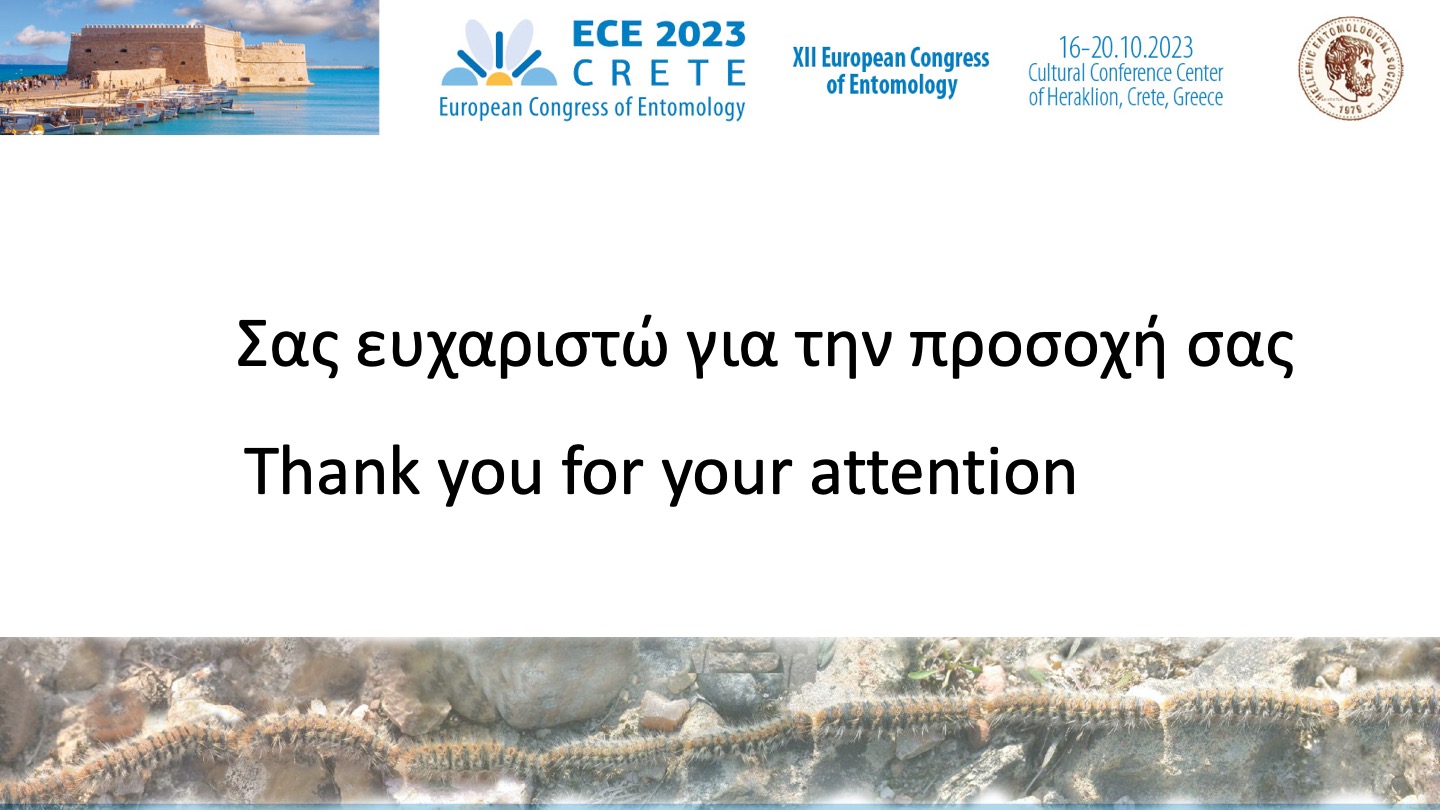 ECE 2023
CRETE
European Congress of Entomology
XII European Congress
of Entomology
16-20.10.2023
Cultural Conference Center
of Heraklion, Crete, Greece
HELLENIC ENTOMOLOGICAL SOCIETY
1979
Σας ευχαριστώ για την προσοχή σας
Thank you for your attention